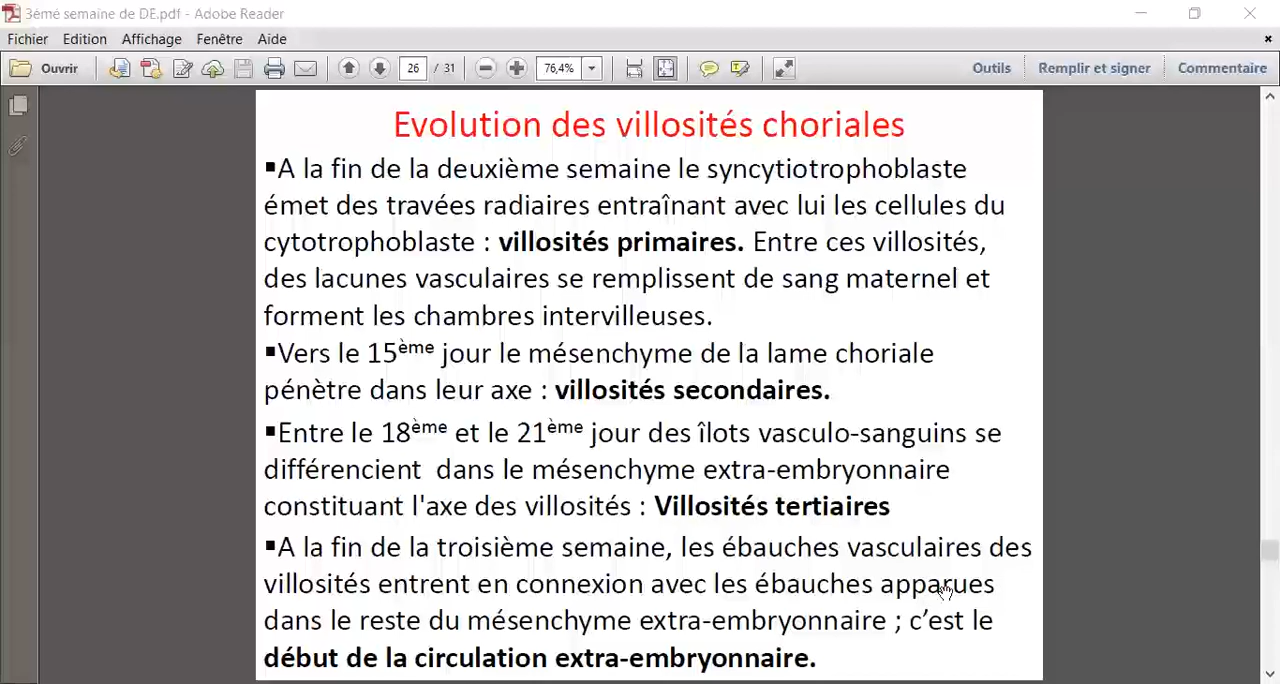 3émé semaine de DE.pdf - Adobe Reader
Fichier Edition Affichage Fenêtre Aide
Ouvrir 26 / 31 76,4% Outils Remplir et signer Commentaire
Evolution des villosités choriales
▪A la fin de la deuxième semaine le syncytiotrophoblaste
émet des travées radiaires entraînant avec lui les cellules du
cytotrophoblaste : villosités primaires. Entre ces villosités,
des lacunes vasculaires se remplissent de sang maternel et
forment les chambres intervilleuses.
▪Vers le 15ème jour le mésenchyme de la lame choriale
pénètre dans leur axe : villosités secondaires.
▪Entre le 18ème et le 21ème jour des îlots vasculo-sanguins se
différencient dans le mésenchyme extra-embryonnaire
constituant l'axe des villosités : Villosités tertiaires
▪A la fin de la troisième semaine, les ébauches vasculaires des
villosités entrent en connexion avec les ébauches apparues
dans le reste du mésenchyme extra-embryonnaire ; c’est le
début de la circulation extra-embryonnaire.